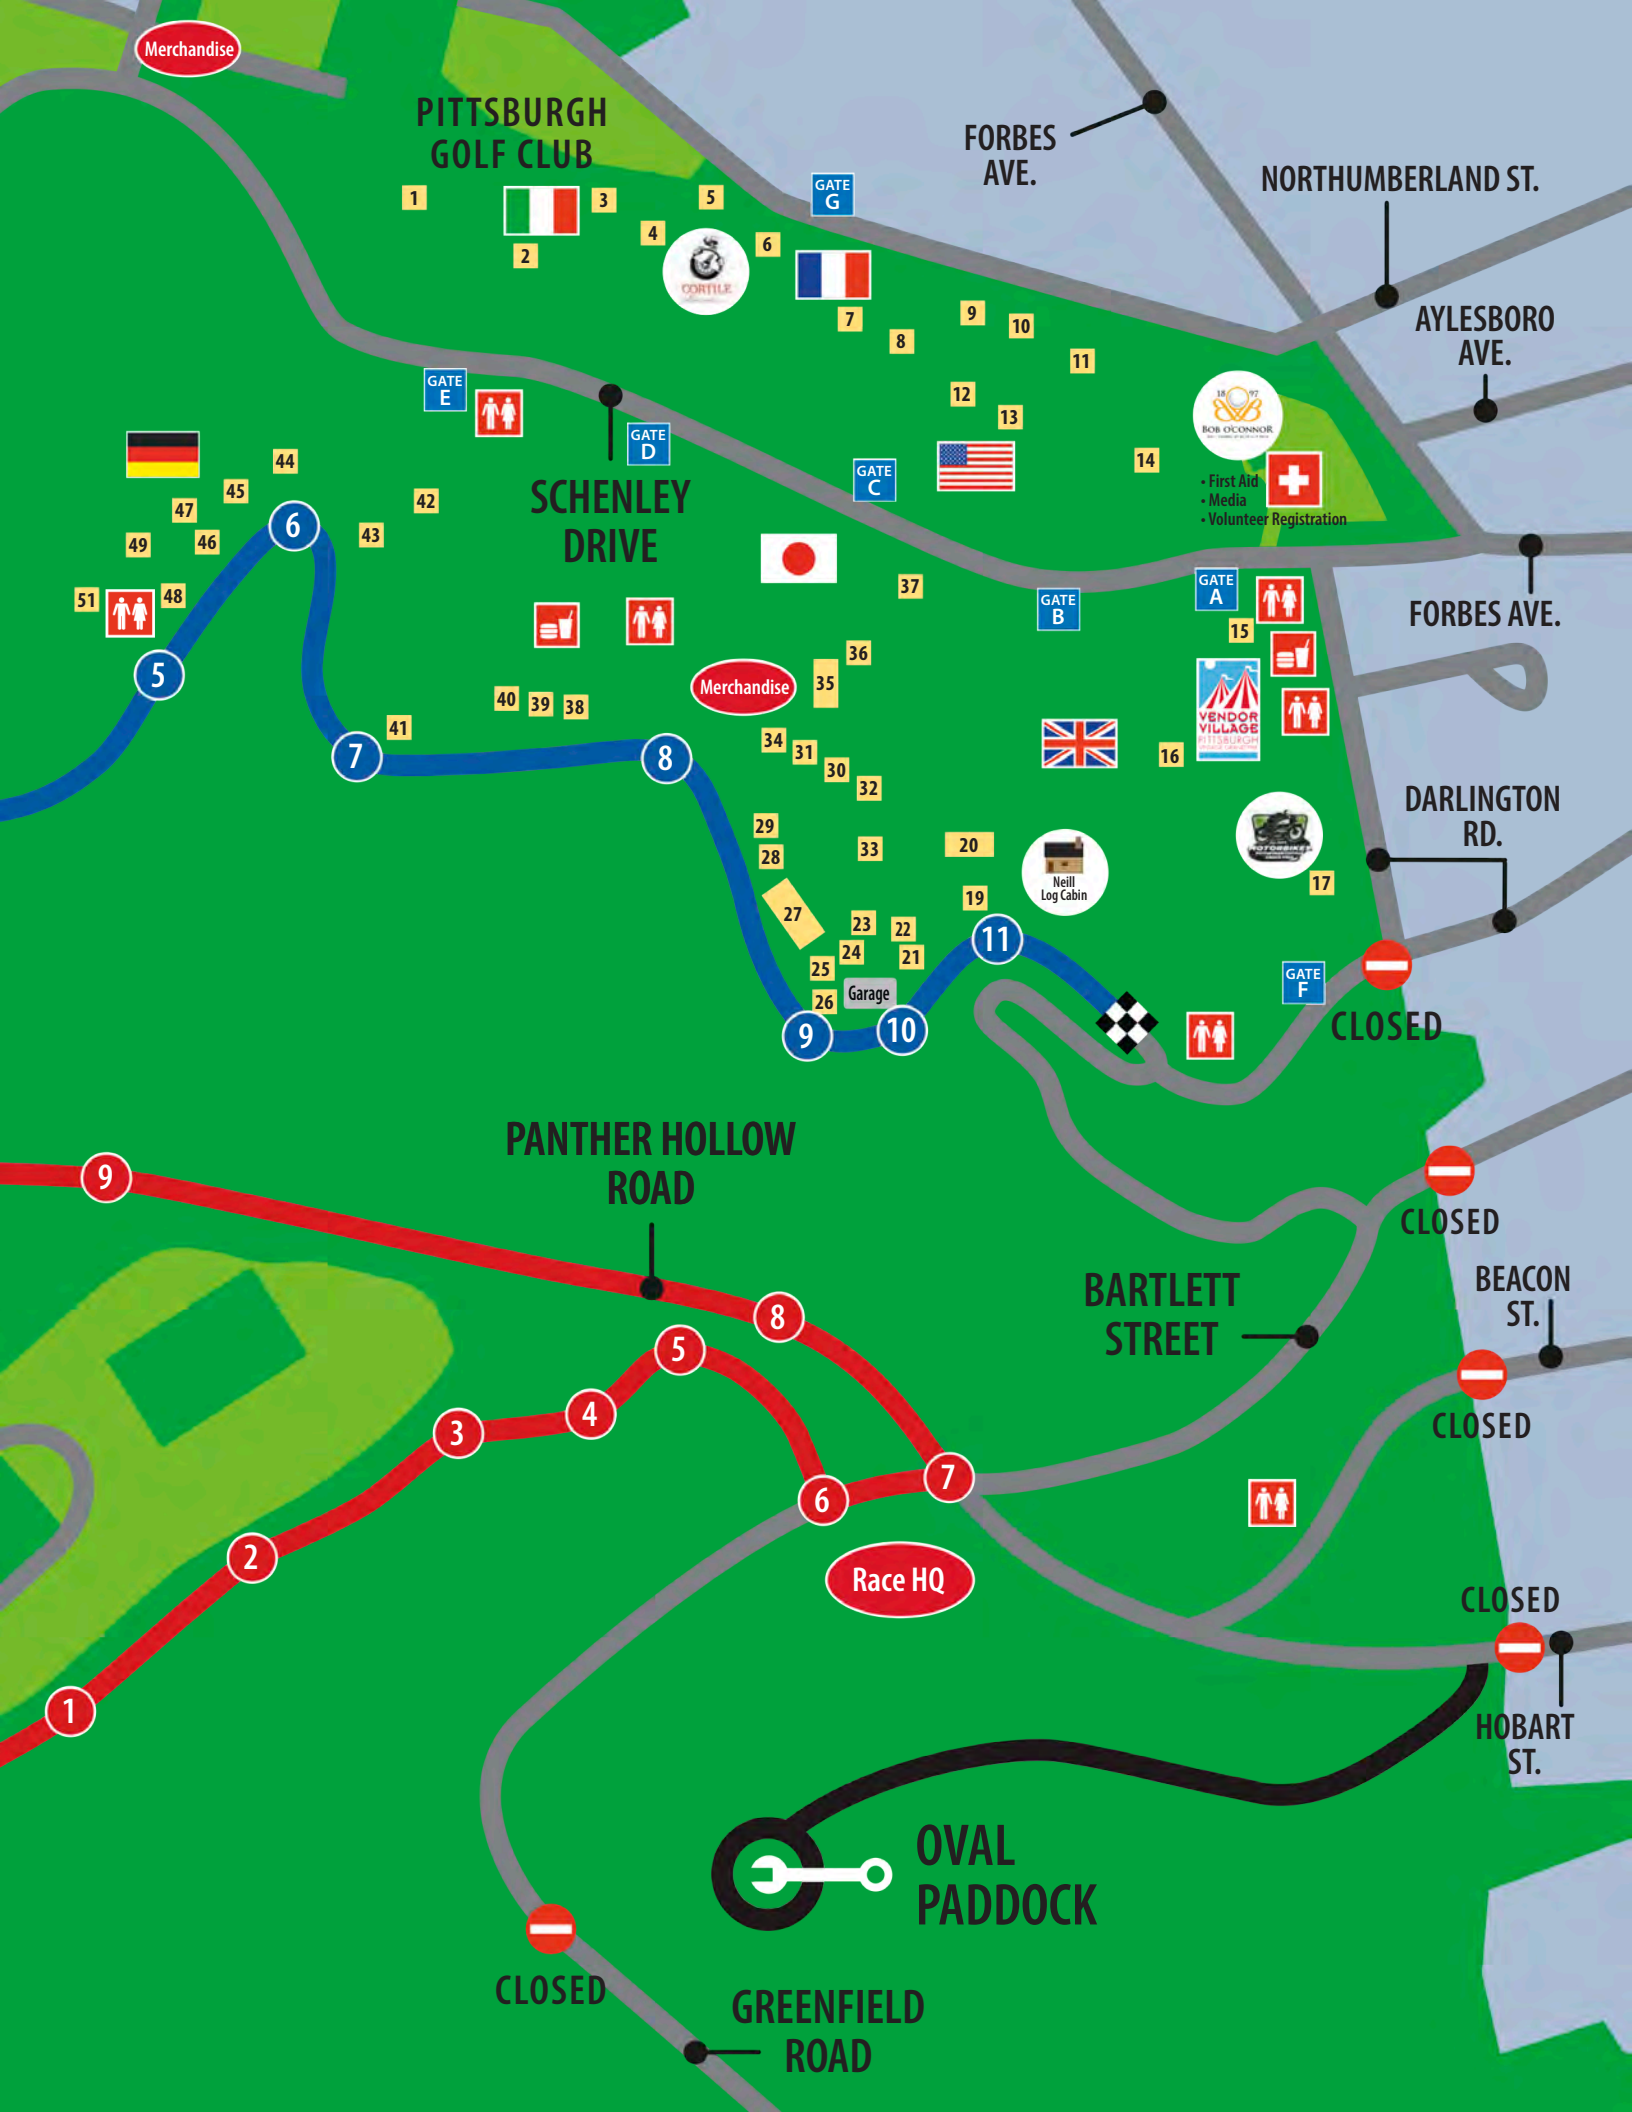 Merchandise
PITTSBURGH
GOLF CLUB
FORBES
AVE.
NORTHUMBERLAND ST.
GATE
G
1
3
5
4
6
2
CORTILE
7
8
9
10
11
AYLESBORO
AVE.
GATE
E
12
13
18 97
BOB O'CONNOR
GATE
D
GATE
C
14
• First Aid
• Media
• Volunteer Registration
SCHENLEY
DRIVE
44
45
47
42
6
43
49
46
51
48
5
37
GATE
B
GATE
A
15
FORBES AVE.
36
35
Merchandise
40
39
38
41
7
8
34
31
30
32
VENDOR
VILLAGE
PITTSBURGH
16
DARLINGTON
RD.
29
28
33
20
MOTORBIKES
Neill
Log Cabin
17
19
27
23
22
24
21
25
26
Garage
11
9
10
GATE
F
CLOSED
PANTHER HOLLOW
ROAD
9
CLOSED
BARTLETT
STREET
BEACON
ST.
8
5
4
3
CLOSED
7
6
2
Race HQ
CLOSED
1
HOBART
ST.
OVAL
PADDOCK
CLOSED
GREENFIELD
ROAD